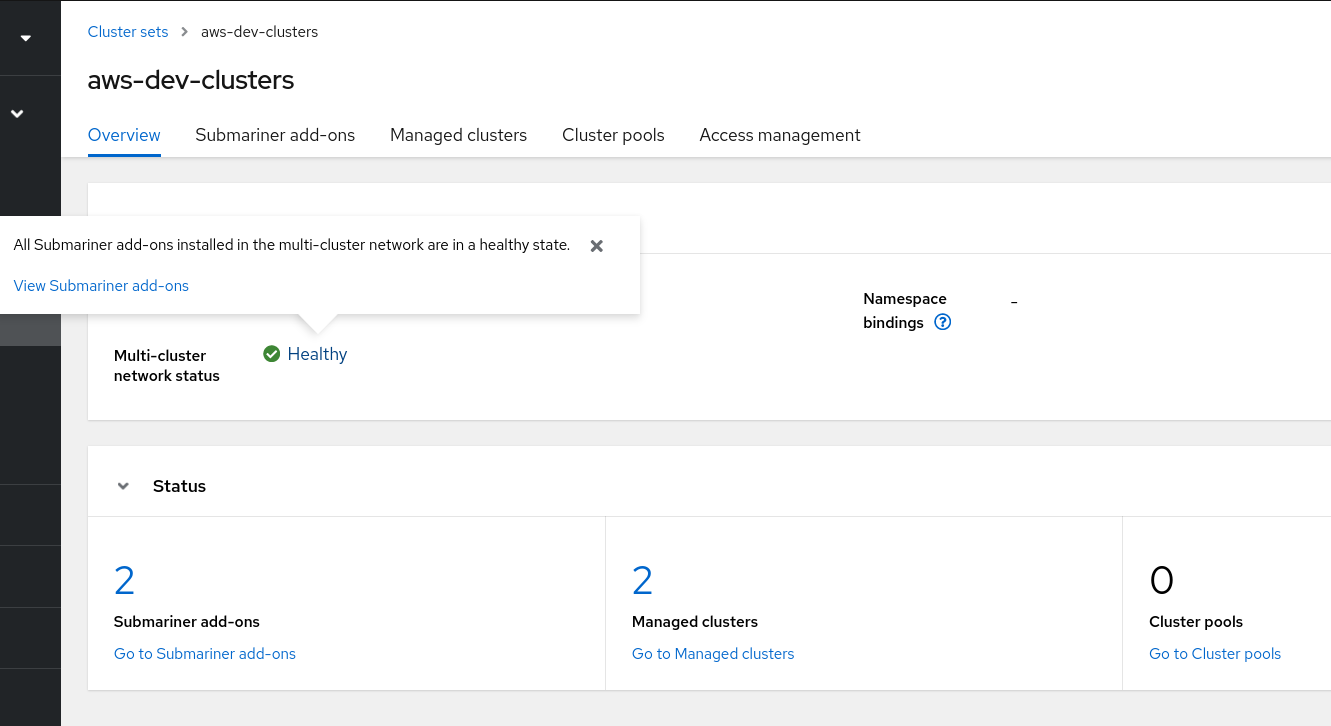 Cluster sets > aws-dev-clusters
aws-dev-clusters
Overview Submariner add-ons Managed clusters Cluster pools Access management
All Submariner add-ons installed in the multi-cluster network are in a healthy state.
View Submariner add-ons
Namespace
bindings
–
Multi-cluster
network status
Healthy
Status
2
Submariner add-ons
Go to Submariner add-ons
2
Managed clusters
Go to Managed clusters
0
Cluster pools
Go to Cluster pools